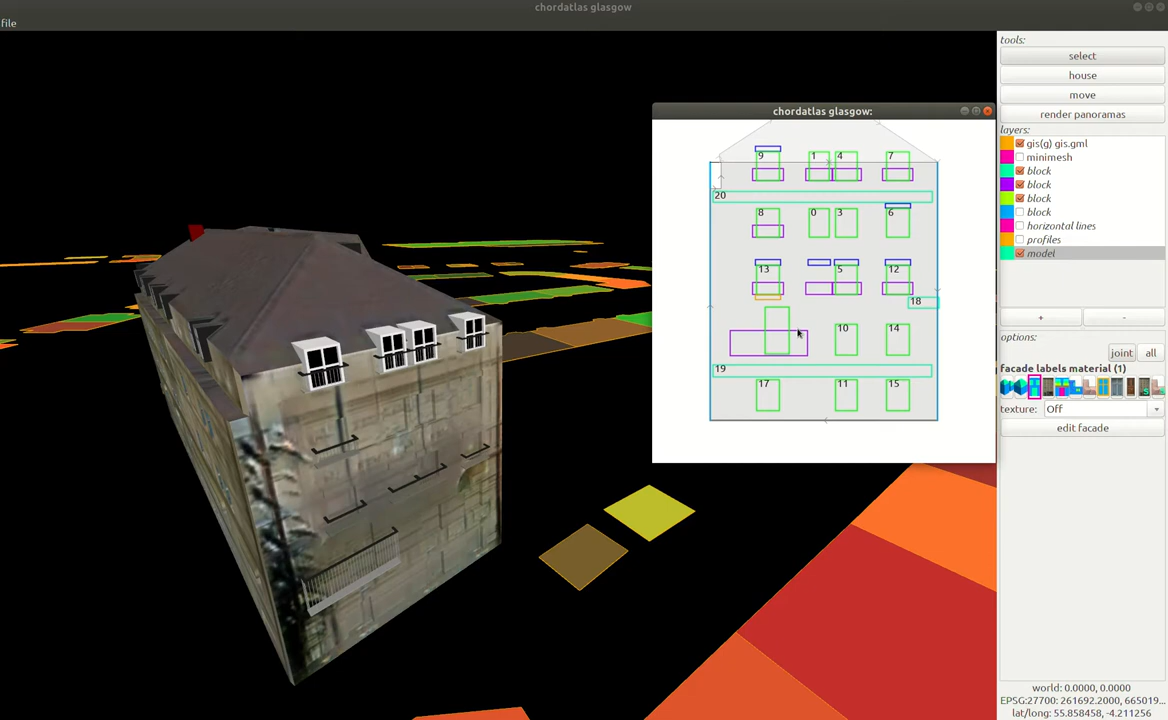 chordatlas glasgow
file
tools:
select
house
move
render panoramas
layers:
gis(g) gis.gml
minimesh
block
block
block
block
horizontal lines
profiles
model
+
-
options:
joint
all
facade labels material (1)
texture: Off
edit facade
world: 0.0000, 0.0000
EPSG:27700: 261692.2000, 665019...
lat/long: 55.858458, -4.211256
chordatlas glasgow:
9 1 4 7
20
8 0 3 6
13 5 12
18
10 14
19
17 11 15